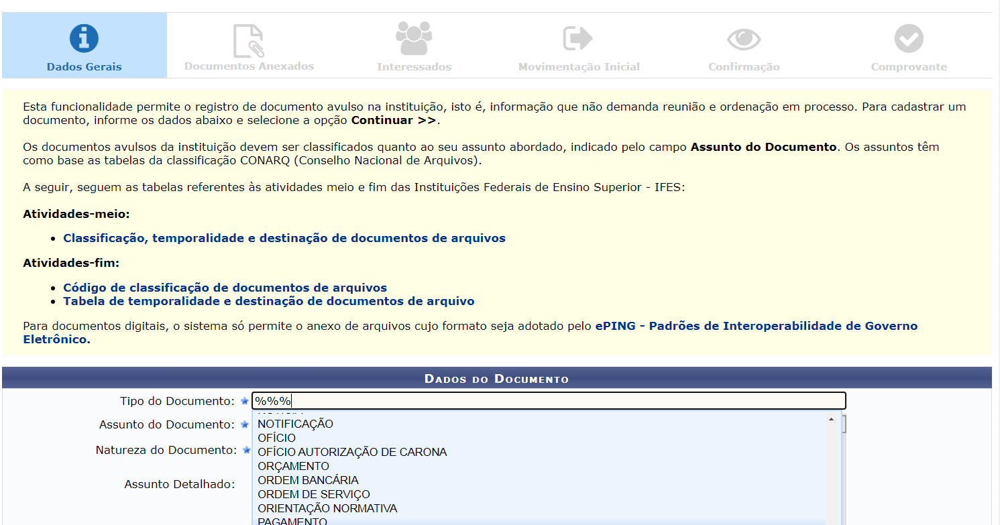 Dados Gerais
Documentos Anexados
Interessados
Movimentação Inicial
Confirmação
Comprovante
Esta funcionalidade permite o registro de documento avulso na instituição, isto é, informação que não demanda reunião e ordenação em processo. Para cadastrar um
documento, informe os dados abaixo e selecione a opção Continuar >>.
Os documentos avulsos da instituição devem ser classificados quanto ao seu assunto abordado, indicado pelo campo Assunto do Documento. Os assuntos têm
como base as tabelas da classificação CONARQ (Conselho Nacional de Arquivos).
A seguir, seguem as tabelas referentes às atividades meio e fim das Instituições Federais de Ensino Superior - IFES:
Atividades-meio:
• Classificação, temporalidade e destinação de documentos de arquivos
Atividades-fim:
• Código de classificação de documentos de arquivos
• Tabela de temporalidade e destinação de documentos de arquivo
Para documentos digitais, o sistema só permite o anexo de arquivos cujo formato seja adotado pelo ePING - Padrões de Interoperabilidade de Governo
Eletrônico.
Dados do Documento
Tipo do Documento: %%%
Assunto do Documento:
NOTIFICAÇÃO
OFÍCIO
Natureza do Documento:
OFÍCIO AUTORIZAÇÃO DE CARONA
ORÇAMENTO
Assunto Detalhado:
ORDEM BANCÁRIA
ORDEM DE SERVIÇO
ORIENTAÇÃO NORMATIVA
PAGAMENTO